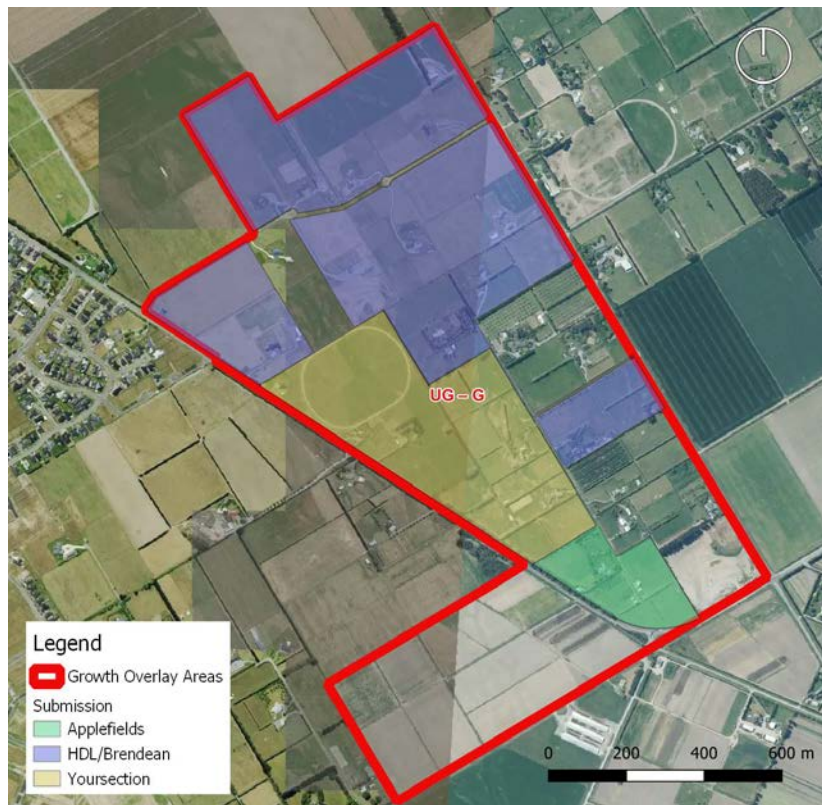 UG – G
Legend
Growth Overlay Areas
Submission
Applefields
HDL/Brendean
Yoursection
0 200 400 600 m